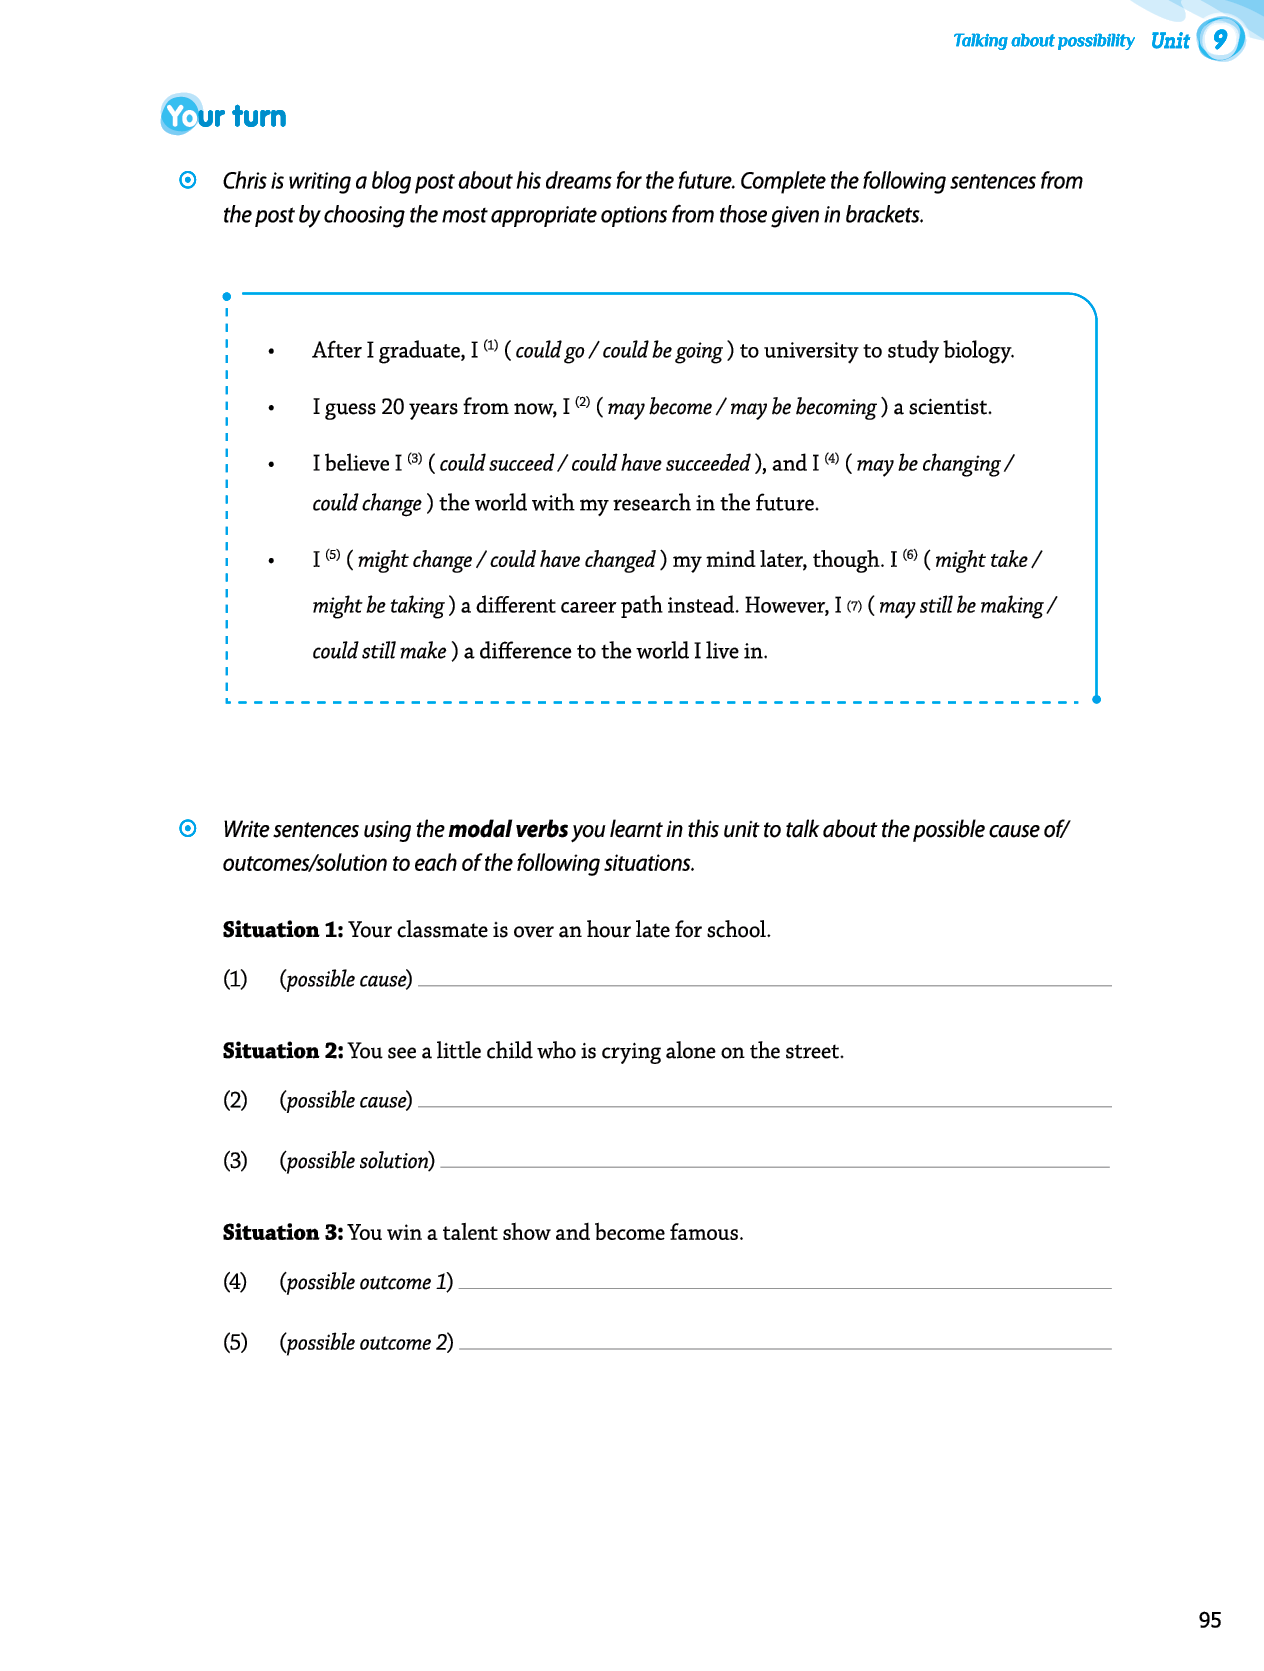 Talking about possibility Unit 9
Your turn
Chris is writing a blog post about his dreams for the future. Complete the following sentences from
the post by choosing the most appropriate options from those given in brackets.
• After I graduate, I (1) ( could go / could be going ) to university to study biology.
• I guess 20 years from now, I (2) ( may become / may be becoming ) a scientist.
• I believe I (3) ( could succeed / could have succeeded ), and I (4) ( may be changing /
could change ) the world with my research in the future.
• I (5) ( might change / could have changed ) my mind later, though. I (6) ( might take /
might be taking ) a different career path instead. However, I (7) ( may still be making /
could still make ) a difference to the world I live in.
Write sentences using the modal verbs you learnt in this unit to talk about the possible cause of/
outcomes/solution to each of the following situations.
Situation 1: Your classmate is over an hour late for school.
(1) (possible cause)
Situation 2: You see a little child who is crying alone on the street.
(2) (possible cause)
(3) (possible solution)
Situation 3: You win a talent show and become famous.
(4) (possible outcome 1)
(5) (possible outcome 2)
95